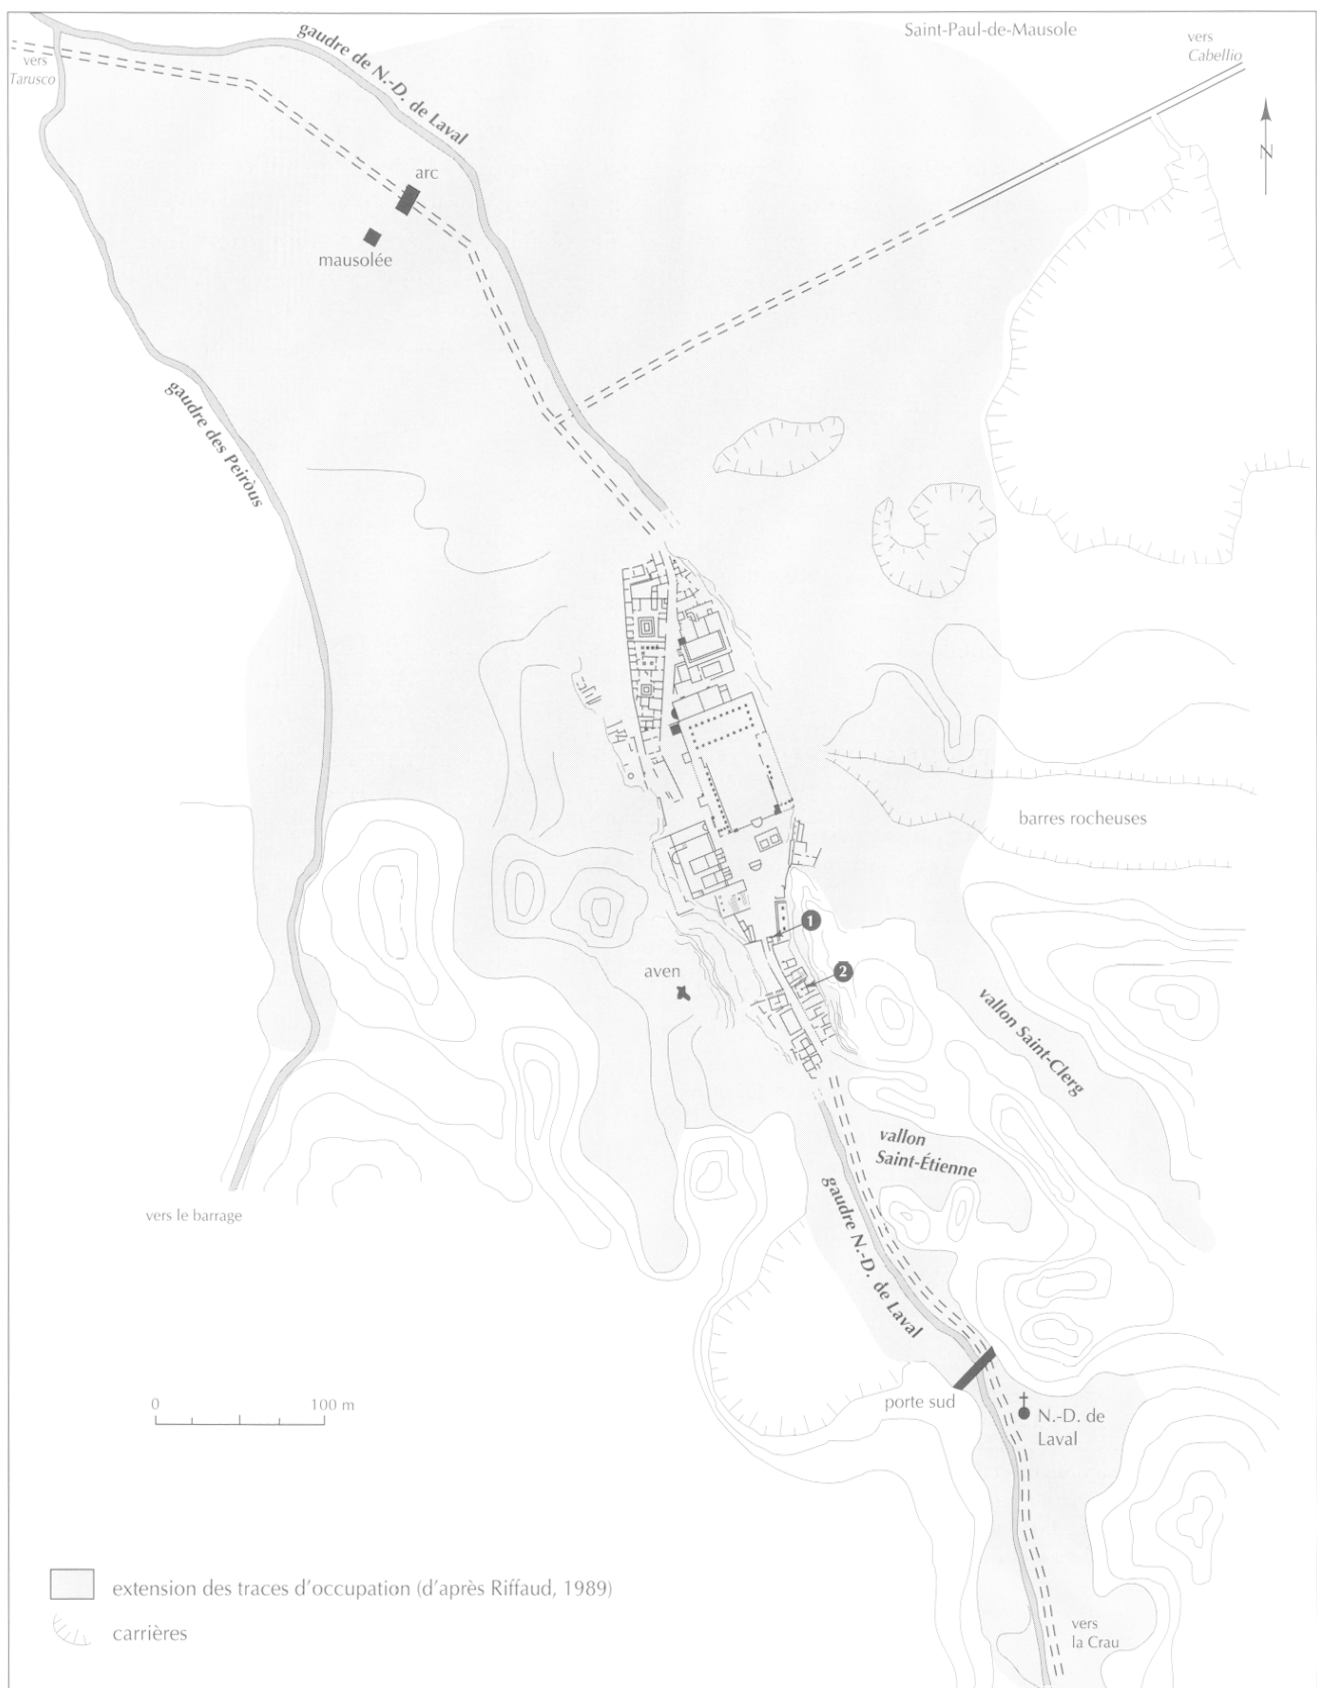 Saint-Paul-de-Mausole
vers
Cabellio
gaudre de N.-D. de Laval
vers
Tarusco
N
arc
mausolée
gaudre des Peiròus
barres rocheuses
1
aven
2
vallon Saint-Clerg
vallon
Saint-Étienne
vers le barrage
gaudre N.-D. de Laval
0 100 m
porte sud
N.-D. de
Laval
extension des traces d'occupation (d'après Riffaud, 1989)
carrières
vers
la Crau